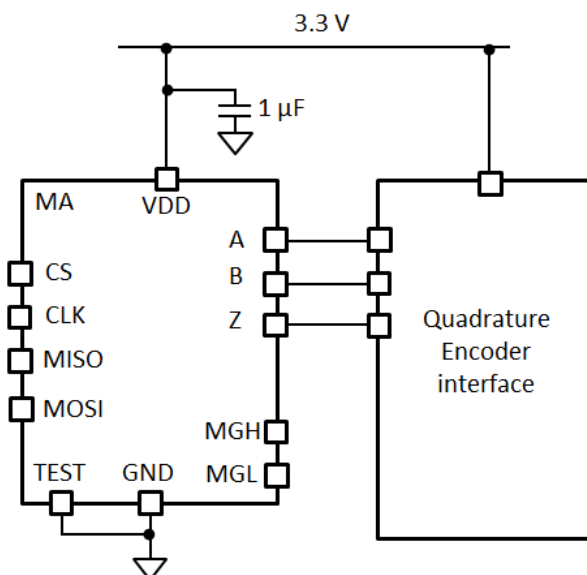 3.3 V
1 µF
MA
VDD
A
B
Z
CS
CLK
MISO
MOSI
MGH
MGL
TEST
GND
Quadrature
Encoder
interface